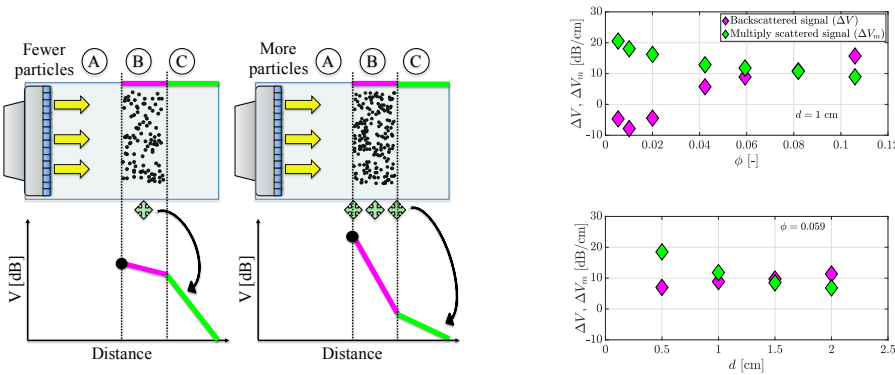 Fewer particles
A B C
V [dB]
Distance
More particles
A B C
V [dB]
Distance
Backscattered signal (ΔV)
Multiply scattered signal (ΔVₘ)
ΔV, ΔVₘ [dB/cm]
30
20
10
0
-10
d = 1 cm
0 0.02 0.04 0.06 0.08 0.1 0.12
ϕ [-]
ΔV, ΔVₘ [dB/cm]
30
20
10
0
-10
ϕ = 0.059
0 0.5 1 1.5 2 2.5
d [cm]